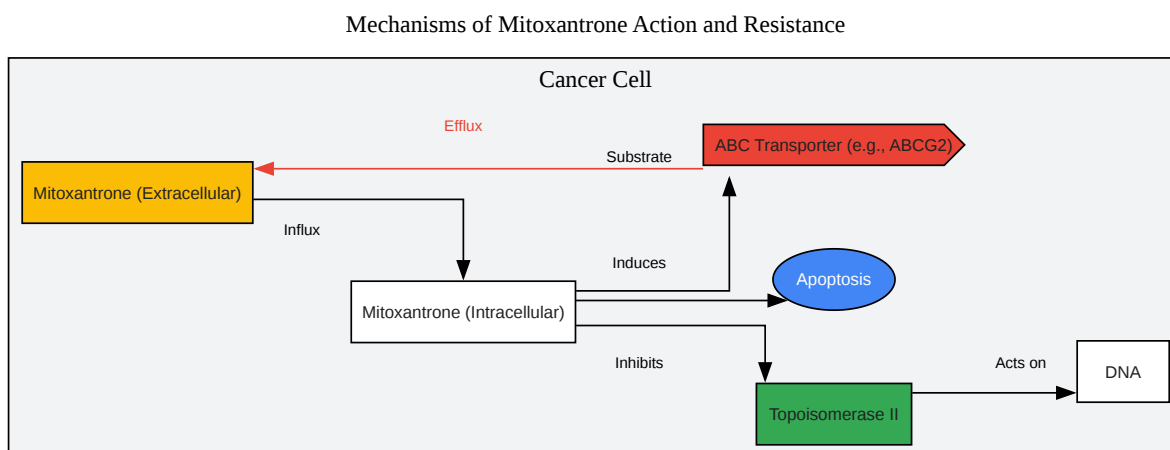 Mechanisms of Mitoxantrone Action and Resistance
Cancer Cell
Efflux
ABC Transporter (e.g., ABCG2)
Substrate
Mitoxantrone (Extracellular)
Influx
Induces
Apoptosis
Mitoxantrone (Intracellular)
Inhibits
Acts on
DNA
Topoisomerase II